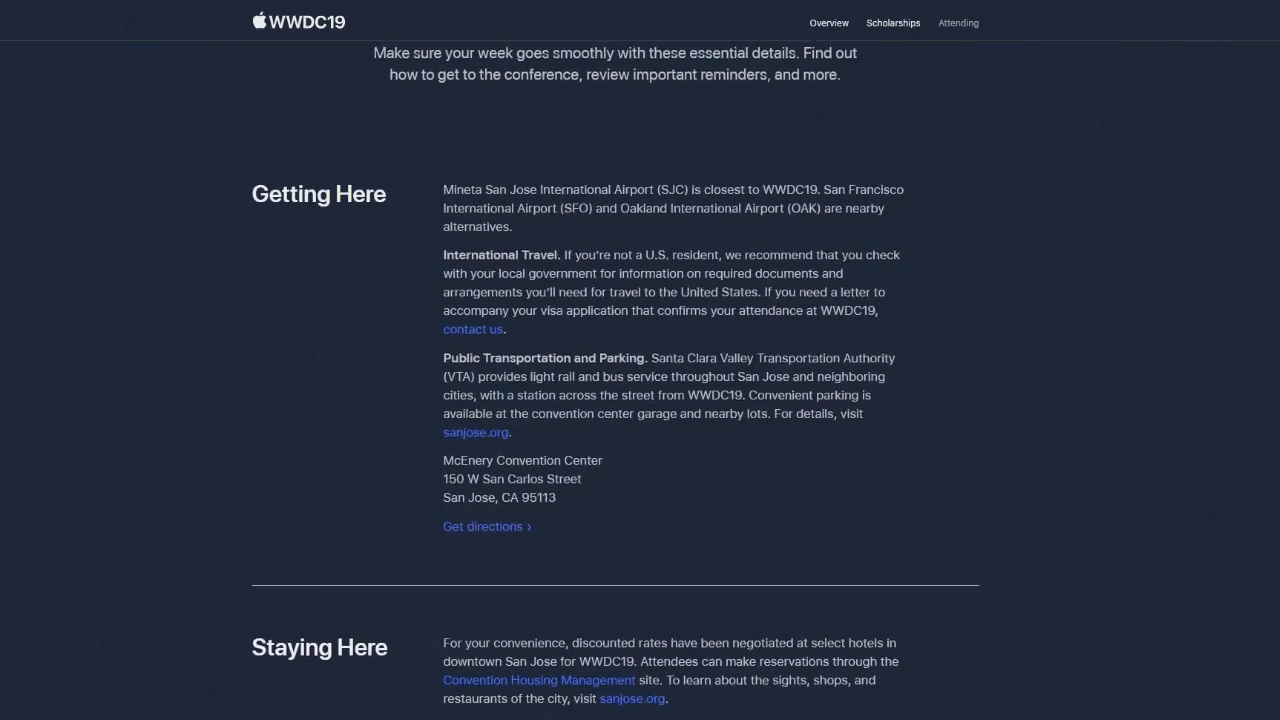 WWDC19
Overview
Scholarships
Attending
Make sure your week goes smoothly with these essential details. Find out
how to get to the conference, review important reminders, and more.
Getting Here
Mineta San Jose International Airport (SJC) is closest to WWDC19. San Francisco
International Airport (SFO) and Oakland International Airport (OAK) are nearby
alternatives.
International Travel. If you’re not a U.S. resident, we recommend that you check
with your local government for information on required documents and
arrangements you’ll need for travel to the United States. If you need a letter to
accompany your visa application that confirms your attendance at WWDC19,
contact us.
Public Transportation and Parking. Santa Clara Valley Transportation Authority
(VTA) provides light rail and bus service throughout San Jose and neighboring
cities, with a station across the street from WWDC19. Convenient parking is
available at the convention center garage and nearby lots. For details, visit
sanjose.org.
McEnery Convention Center
150 W San Carlos Street
San Jose, CA 95113
Get directions ›
Staying Here
For your convenience, discounted rates have been negotiated at select hotels in
downtown San Jose for WWDC19. Attendees can make reservations through the
Convention Housing Management site. To learn about the sights, shops, and
restaurants of the city, visit sanjose.org.